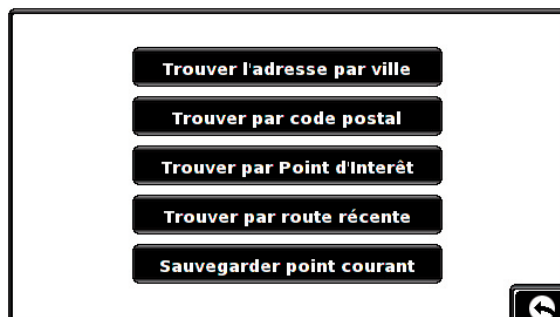 Trouver l'adresse par ville
Trouver par code postal
Trouver par Point d'Interêt
Trouver par route récente
Sauvegarder point courant